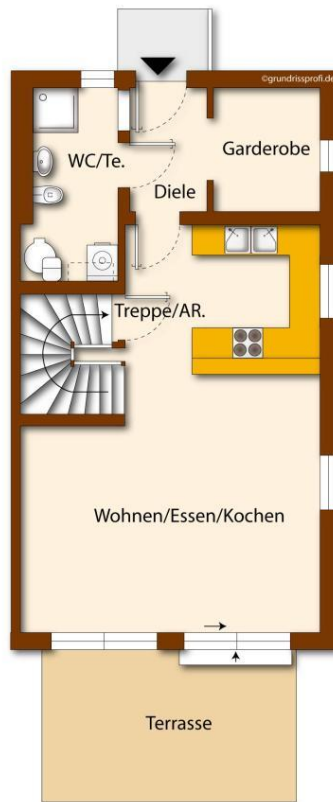 ©grundrissprofi.de
WC/Te.
Garderobe
Diele
Treppe/AR.
Wohnen/Essen/Kochen
Terrasse